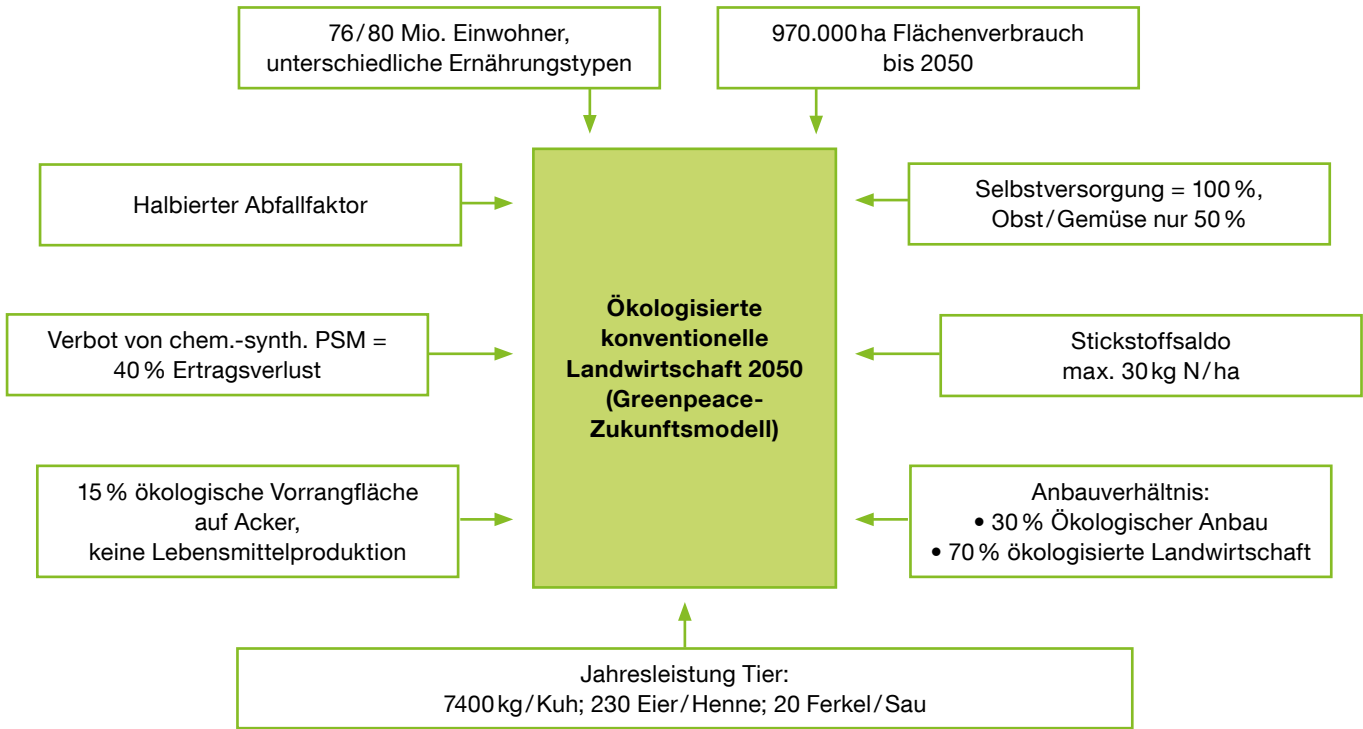 76/80 Mio. Einwohner,
unterschiedliche Ernährungstypen
970.000 ha Flächenverbrauch
bis 2050
Halbierter Abfallfaktor
Selbstversorgung = 100 %,
Obst/Gemüse nur 50 %
Verbot von chem.-synth. PSM =
40 % Ertragsverlust
Ökologisierte
konventionelle
Landwirtschaft 2050
(Greenpeace-
Zukunftsmodell)
Stickstoffsaldo
max. 30 kg N/ha
15 % ökologische Vorrangfläche
auf Acker,
keine Lebensmittelproduktion
Anbauverhältnis:
• 30 % Ökologischer Anbau
• 70 % ökologisierte Landwirtschaft
Jahresleistung Tier:
7400 kg/Kuh; 230 Eier/Henne; 20 Ferkel/Sau